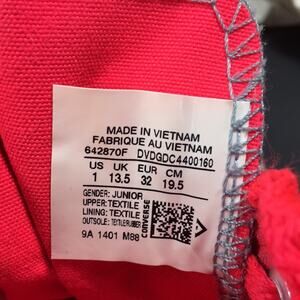 MADE IN VIETNAM
FABRIQUE AU VIETNAM
642870F DVDGDC4400160
US UK EUR CM
1 13.5 32 19.5
GENDER: JUNIOR
UPPER: TEXTILE
LINING: TEXTILE
OUTSOLE: TEXTILE/RUBBER
9A 1401 M88
CONVERSE